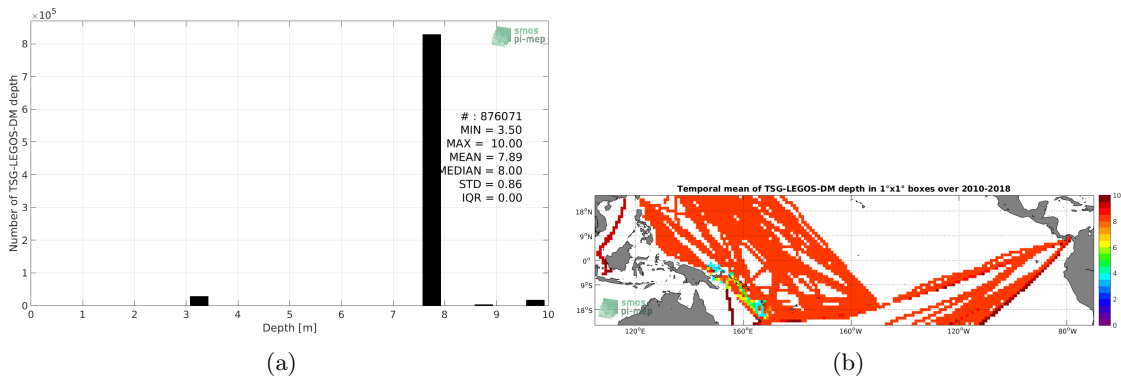 ×10⁵
smos
pi-mep
8
7
6
5
4
3
2
1
0
Number of TSG-LEGOS-DM depth
# : 876071
MIN = 3.50
MAX = 10.00
MEAN = 7.89
MEDIAN = 8.00
STD = 0.86
IQR = 0.00
0 1 2 3 4 5 6 7 8 9 10
Depth [m]
(a)
Temporal mean of TSG-LEGOS-DM depth in 1°x1° boxes over 2010-2018
18°N
9°N
0°
9°S
18°S
smos
pi-mep
120°E 160°E 160°W 120°W 80°W
10
8
6
4
2
0
(b)